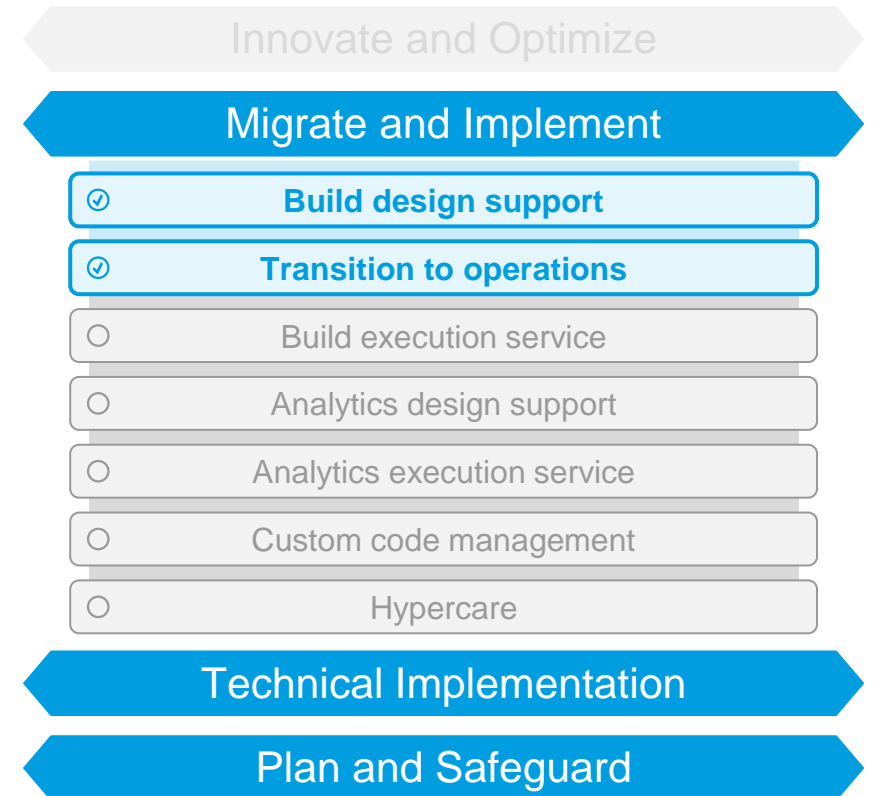 Innovate and Optimize
Migrate and Implement
Build design support
Transition to operations
Build execution service
Analytics design support
Analytics execution service
Custom code management
Hypercare
Technical Implementation
Plan and Safeguard